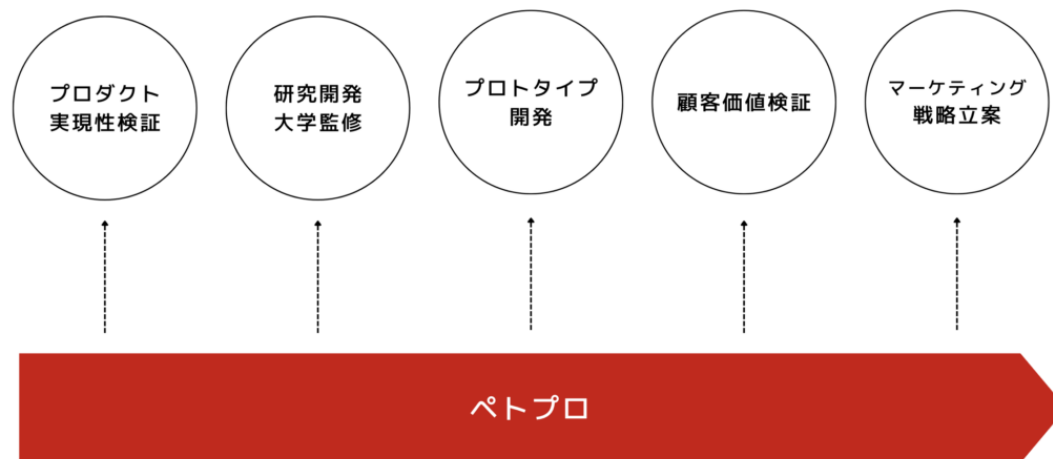 プロダクト
実現性検証
研究開発
大学監修
プロトタイプ
開発
顧客価値検証
マーケティング
戦略立案
ペトプロ